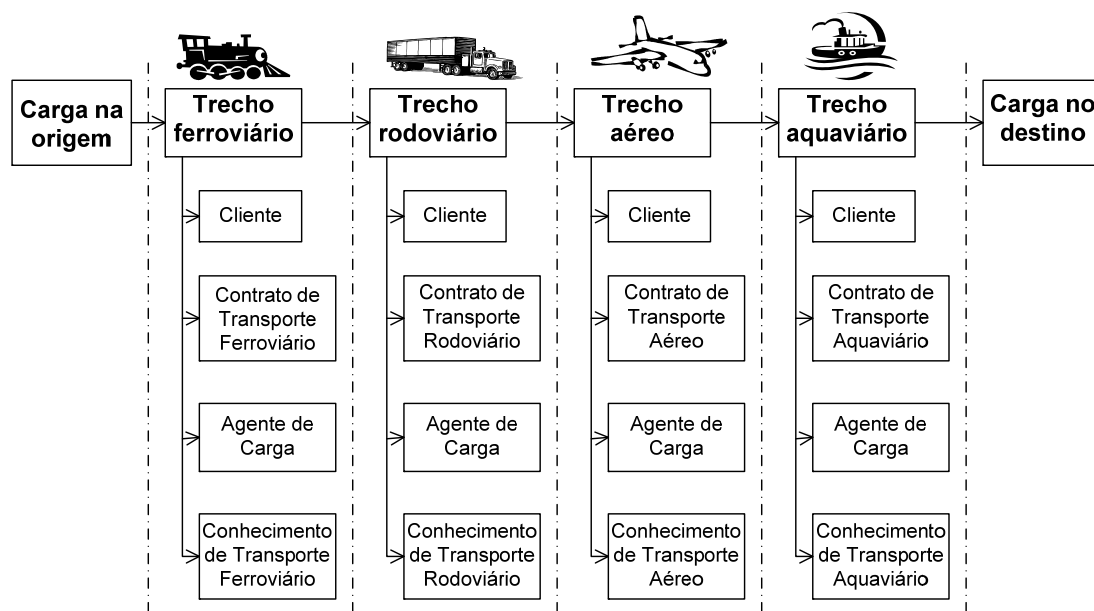 Carga na
origem
Trecho
ferroviário
Trecho
rodoviário
Trecho
aéreo
Trecho
aquaviário
Carga no
destino
Cliente
Cliente
Cliente
Cliente
Contrato de
Transporte
Ferroviário
Contrato de
Transporte
Rodoviário
Contrato de
Transporte
Aéreo
Contrato de
Transporte
Aquaviário
Agente de
Carga
Agente de
Carga
Agente de
Carga
Agente de
Carga
Conhecimento
de Transporte
Ferroviário
Conhecimento
de Transporte
Rodoviário
Conhecimento
de Transporte
Aéreo
Conhecimento
de Transporte
Aquaviário